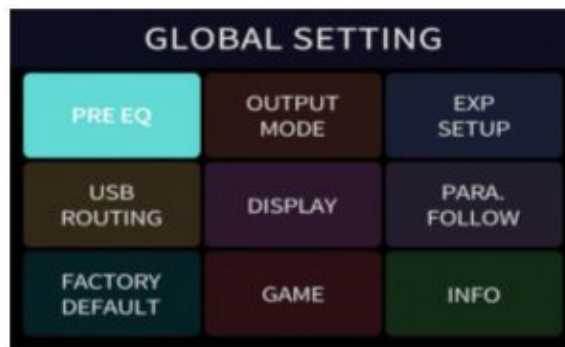 GLOBAL SETTING
PRE EQ
OUTPUT
MODE
EXP
SETUP
USB
ROUTING
DISPLAY
PARA.
FOLLOW
FACTORY
DEFAULT
GAME
INFO